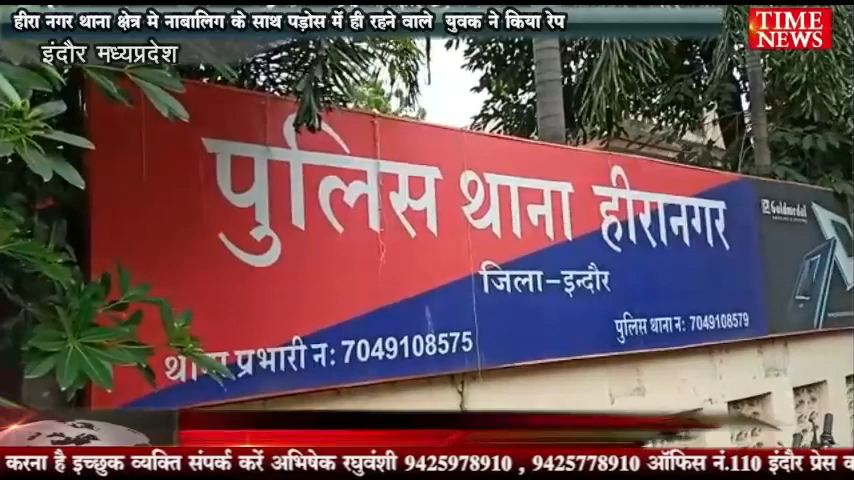 हीरा नगर थाना क्षेत्र मे नाबालिग के साथ पड़ोस में ही रहने वाले युवक ने किया रेप
TIME
NEWS
इंदौर मध्यप्रदेश
पुलिस थाना हीरानगर
जिला-इन्दौर
थाना प्रभारी न: 7049108575
पुलिस थाना न: 7049108579
Goldmedal
करना है इच्छुक व्यक्ति संपर्क करें अभिषेक रघुवंशी 9425978910 , 9425778910 ऑफिस नं.110 इंदौर प्रेस